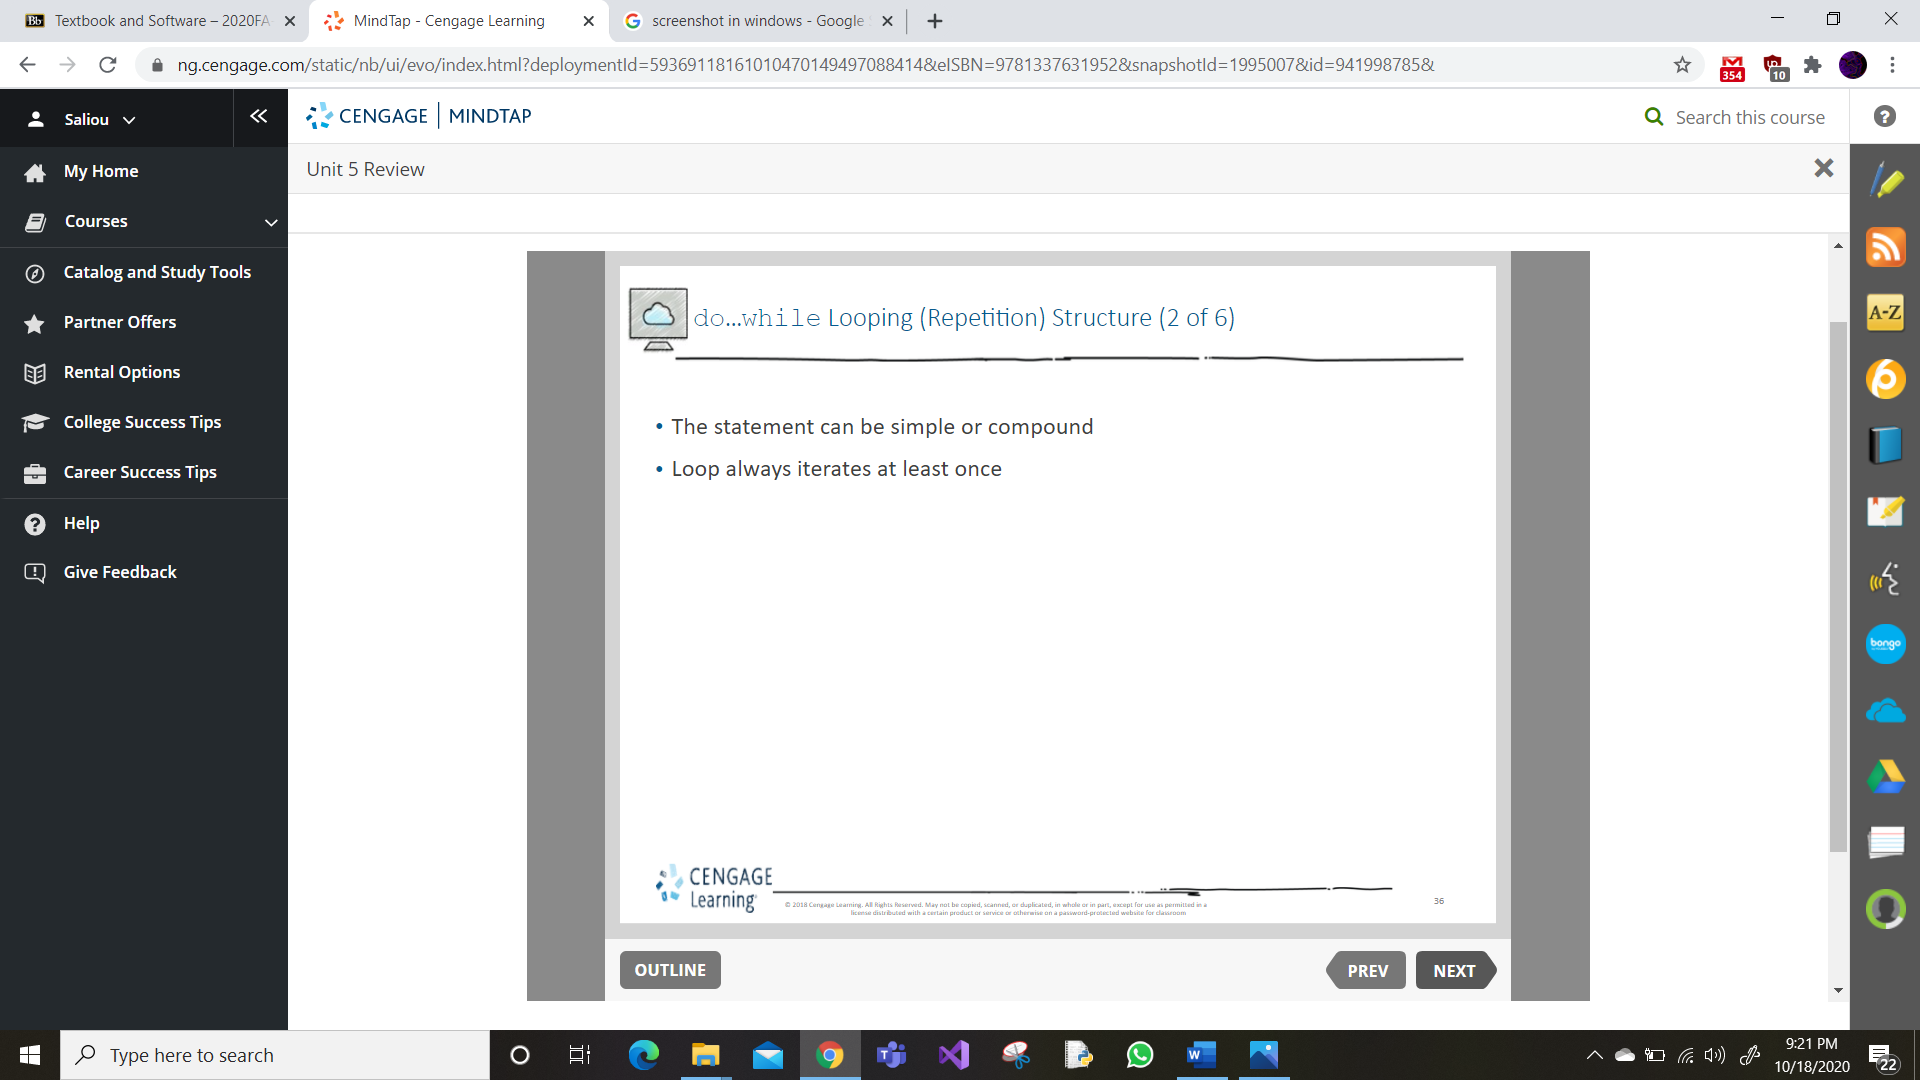 Textbook and Software – 2020FA
MindTap - Cengage Learning
screenshot in windows - Google
ng.cengage.com/static/nb/ui/evo/index.html?deploymentId=59369118161010470149497088414&eISBN=9781337631952&snapshotId=1995007&id=941998785&
354
10
Saliou
CENGAGE | MINDTAP
Search this course
Unit 5 Review
My Home
Courses
Catalog and Study Tools
Partner Offers
Rental Options
College Success Tips
Career Success Tips
Help
Give Feedback
do...while Looping (Repetition) Structure (2 of 6)
• The statement can be simple or compound
• Loop always iterates at least once
CENGAGE
Learning
© 2018 Cengage Learning. All Rights Reserved. May not be copied, scanned, or duplicated, in whole or in part, except for use as permitted in a
license distributed with a certain product or service or otherwise on a password-protected website for classroom
36
OUTLINE
PREV
NEXT
A-Z
bongo
Type here to search
9:21 PM
10/18/2020
22